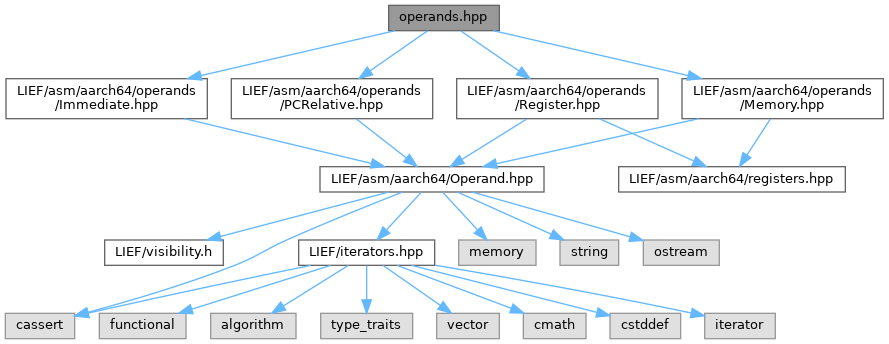 operands.hpp
LIEF/asm/aarch64/operands
/Immediate.hpp
LIEF/asm/aarch64/operands
/PCRelative.hpp
LIEF/asm/aarch64/operands
/Register.hpp
LIEF/asm/aarch64/operands
/Memory.hpp
LIEF/asm/aarch64/Operand.hpp
LIEF/asm/aarch64/registers.hpp
LIEF/visibility.h
LIEF/iterators.hpp
memory
string
ostream
cassert
functional
algorithm
type_traits
vector
cmath
cstddef
iterator